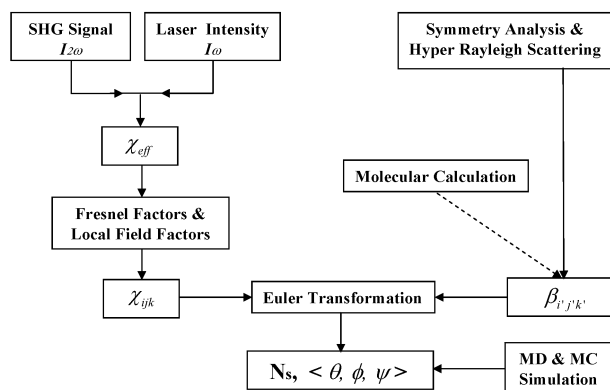 SHG Signal
I2ω
Laser Intensity
Iω
Symmetry Analysis &
Hyper Rayleigh Scattering
χeff
Molecular Calculation
Fresnel Factors &
Local Field Factors
χijk
Euler Transformation
βi'j'k'
Ns, < θ, ϕ, ψ >
MD & MC
Simulation